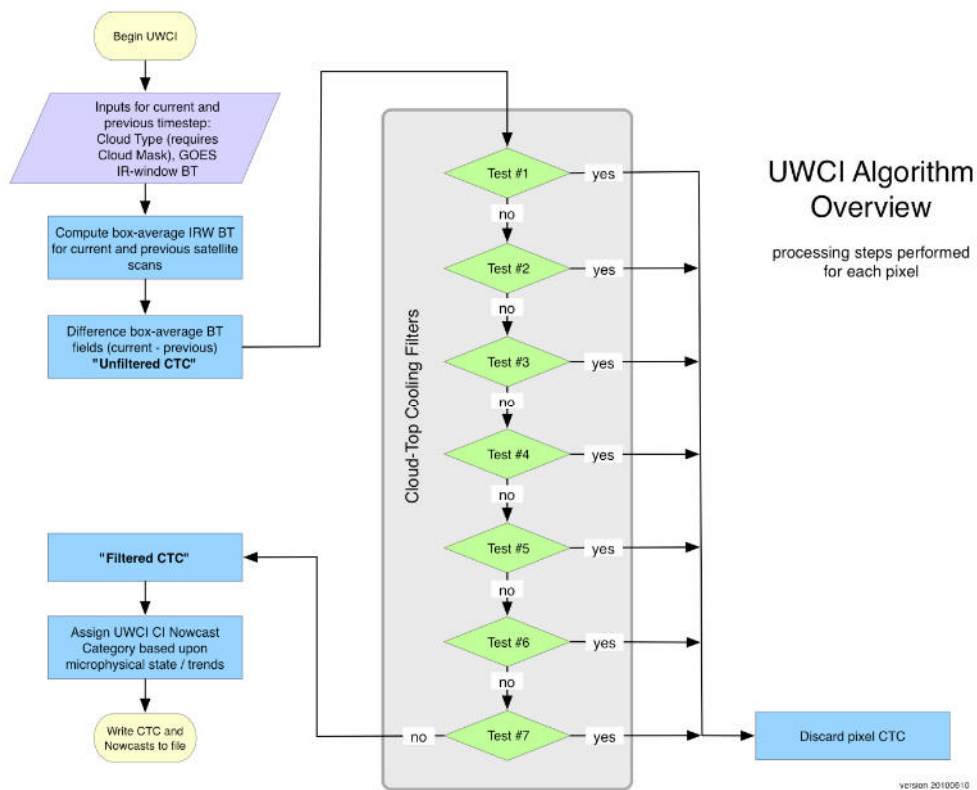 Begin UWCI
Inputs for current and
previous timestep:
Cloud Type (requires
Cloud Mask), GOES
IR-window BT
Compute box-average IRW BT
for current and previous satellite
scans
Difference box-average BT
fields (current - previous)
"Unfiltered CTC"
Cloud-Top Cooling Filters
Test #1
yes
no
Test #2
yes
no
Test #3
yes
no
Test #4
yes
no
Test #5
yes
no
Test #6
yes
no
Test #7
yes
no
"Filtered CTC"
Assign UWCI CI Nowcast
Category based upon
microphysical state / trends
Write CTC and
Nowcasts to file
Discard pixel CTC
UWCI Algorithm
Overview
processing steps performed
for each pixel
version 20100610